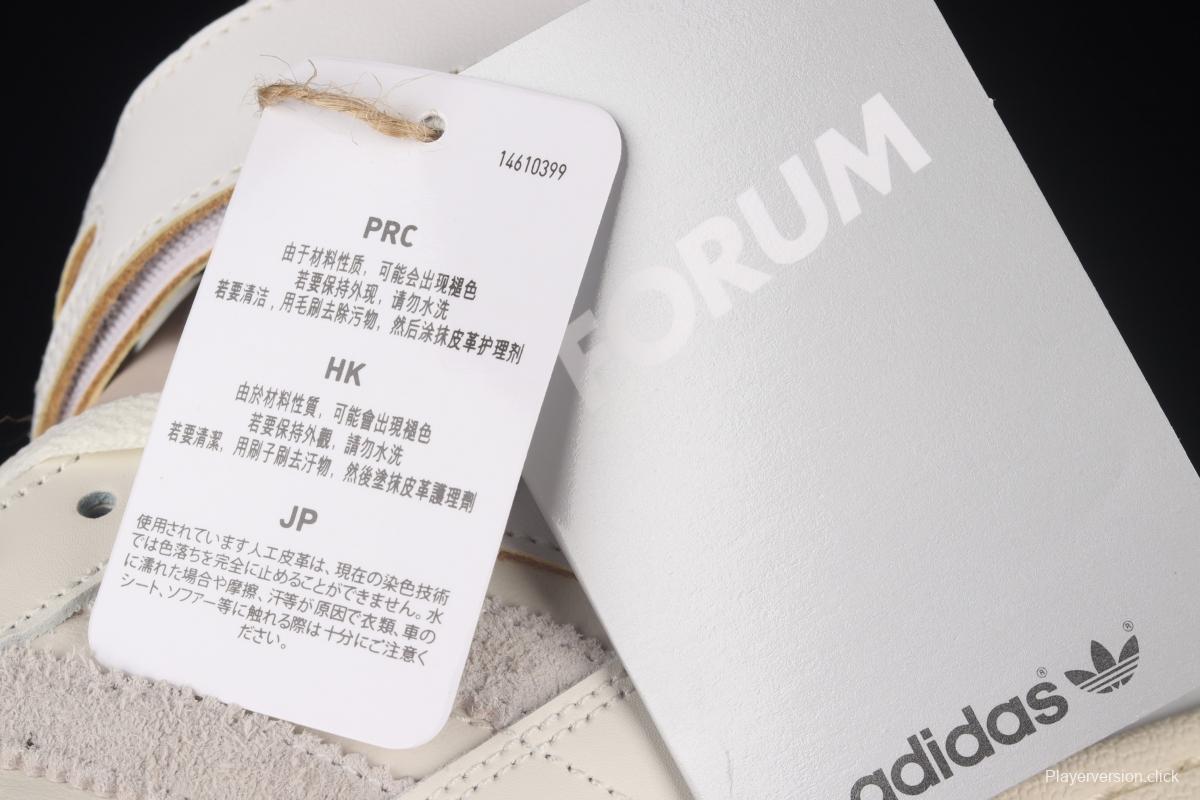 14610399
PRC
由于材料性质，可能会出现褪色
若要保持外现，请勿水洗
若要清洁，用毛刷去除污物，然后涂抹皮革护理剂
HK
由於材料性質，可能會出現褪色
若要保持外觀，請勿水洗
若要清潔，用刷子刷去汙物，然後塗抹皮革護理劑
JP
使用されています人工皮革は、現在の染色技術
では色落ちを完全に止めることができません。水
に濡れた場合や摩擦、汗等が原因で衣類、車の
シート、ソファー等に触れる際は十分にご注意く
ださい。
FORUM
adidas®
®
Playerversion.click